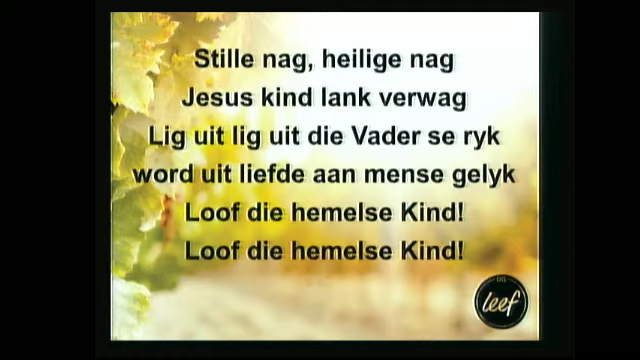 Stille nag, heilige nag
Jesus kind lank verwag
Lig uit lig uit die Vader se ryk
word uit liefde aan mense gelyk
Loof die hemelse Kind!
Loof die hemelse Kind!
leef